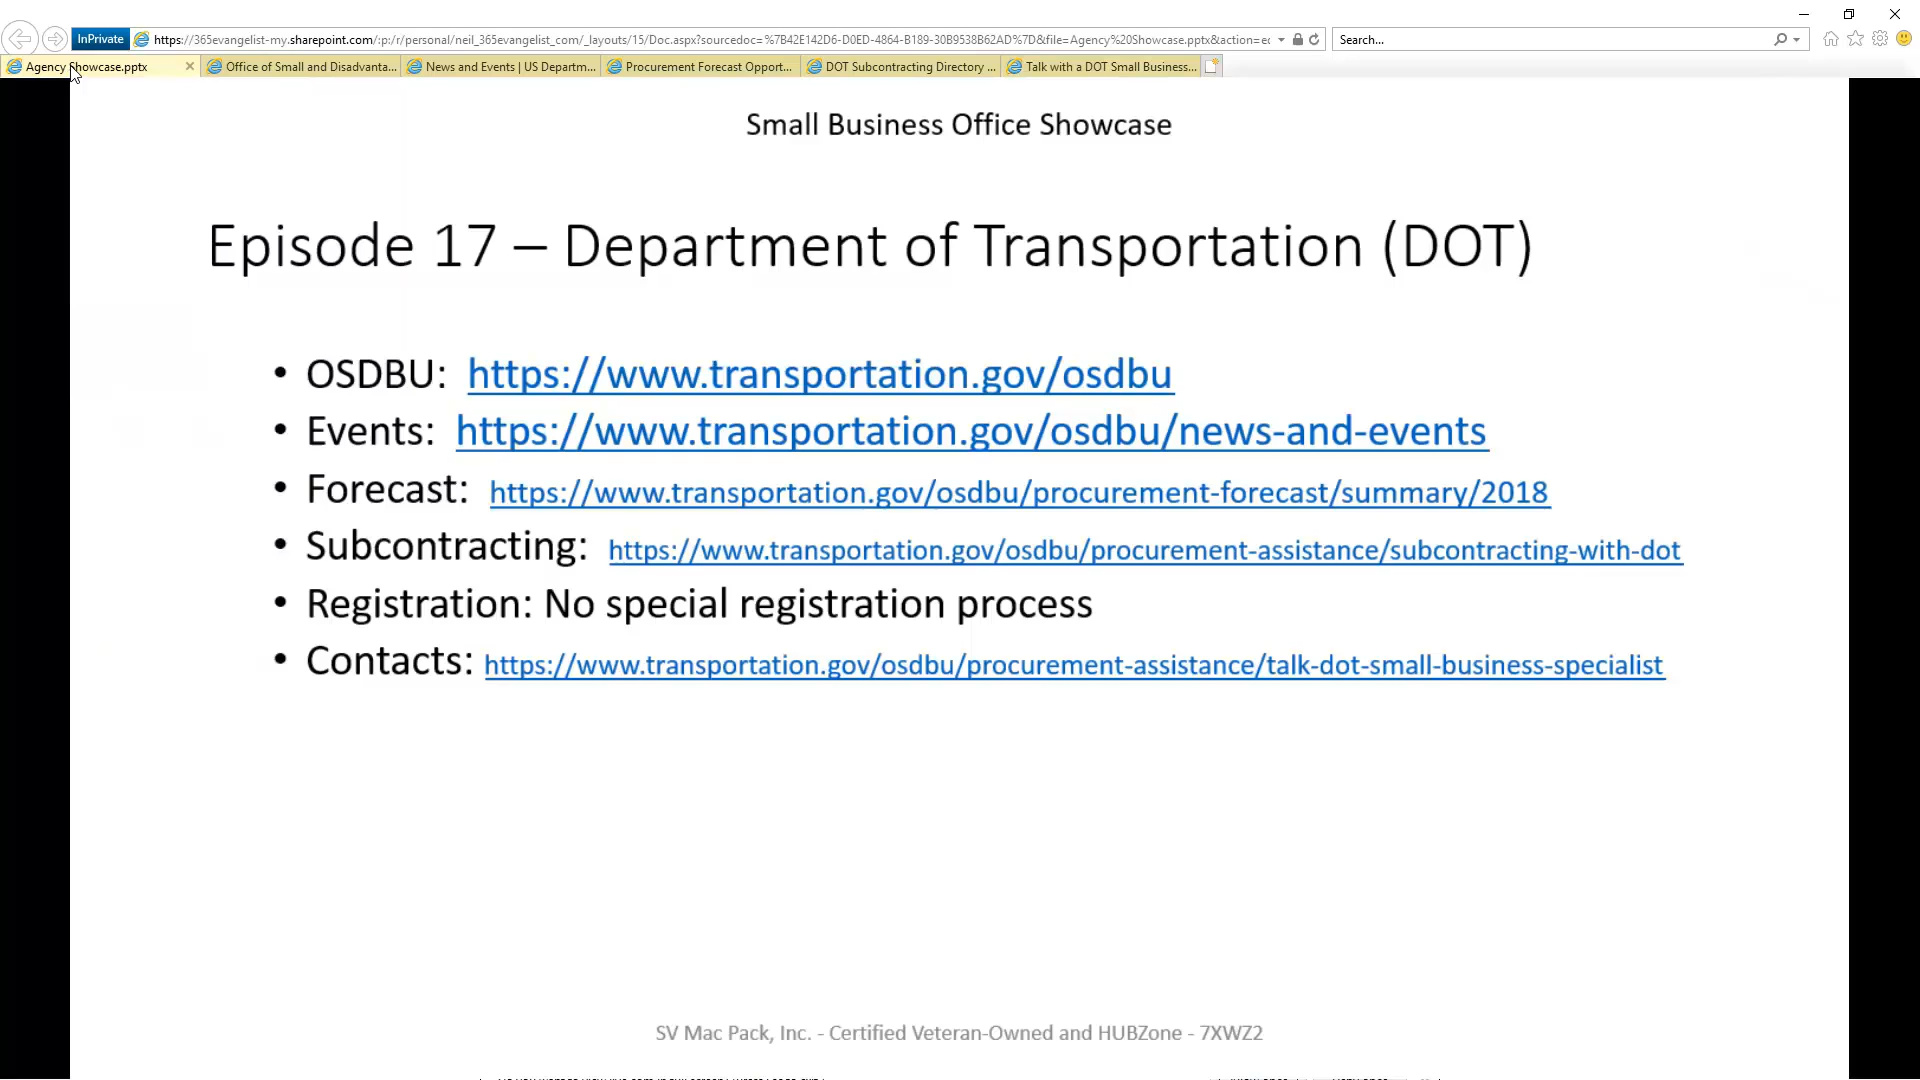 InPrivate
https://365evangelist-my.sharepoint.com/:p:/r/personal/neil_365evangelist_com/_layouts/15/Doc.aspx?sourcedoc=%7B42E142D6-D0ED-4864-B189-30B9538B62AD%7D&file=Agency%20Showcase.pptx&action=ec
Search...
Agency Showcase.pptx
Office of Small and Disadvanta...
News and Events | US Departm...
Procurement Forecast Opport...
DOT Subcontracting Directory ...
Talk with a DOT Small Business...
Small Business Office Showcase
Episode 17 – Department of Transportation (DOT)
• OSDBU: https://www.transportation.gov/osdbu
• Events: https://www.transportation.gov/osdbu/news-and-events
• Forecast: https://www.transportation.gov/osdbu/procurement-forecast/summary/2018
• Subcontracting: https://www.transportation.gov/osdbu/procurement-assistance/subcontracting-with-dot
• Registration: No special registration process
• Contacts: https://www.transportation.gov/osdbu/procurement-assistance/talk-dot-small-business-specialist
SV Mac Pack, Inc. - Certified Veteran-Owned and HUBZone - 7XWZ2